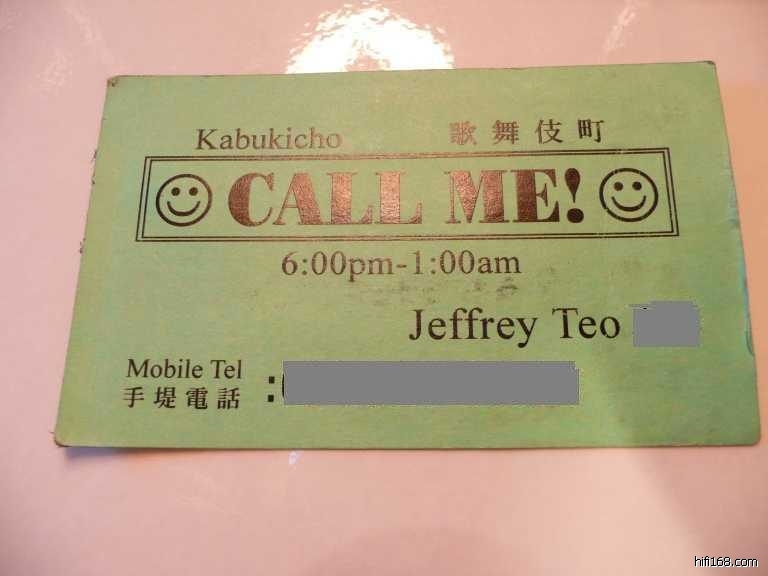 Kabukicho 歌舞伎町
CALL ME!
6:00pm-1:00am
Jeffrey Teo
Mobile Tel
手堤電話 :
hifi168.com